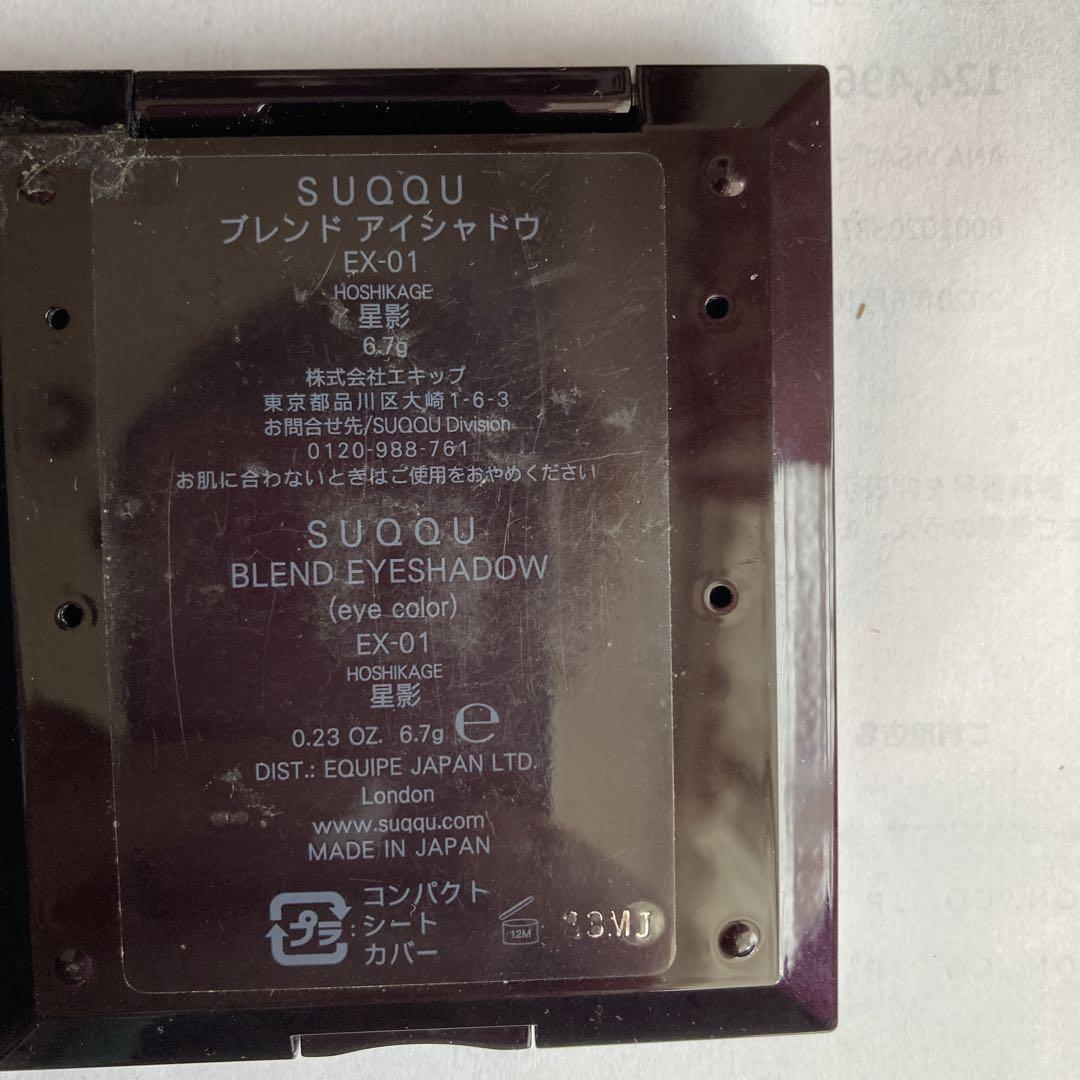 SUQQU
ブレンド アイシャドウ
EX-01
HOSHIKAGE
星影
6.7g
株式会社エキップ
東京都品川区大崎1-6-3
お問合せ先/SUQQU Division
0120-988-761
お肌に合わないときはご使用をおやめください
SUQQU
BLEND EYESHADOW
(eye color)
EX-01
HOSHIKAGE
星影
0.23 OZ. 6.7g e
DIST.: EQUIPE JAPAN LTD.
London
www.suqqu.com
MADE IN JAPAN
プラ : コンパクト
シート
カバー
12M